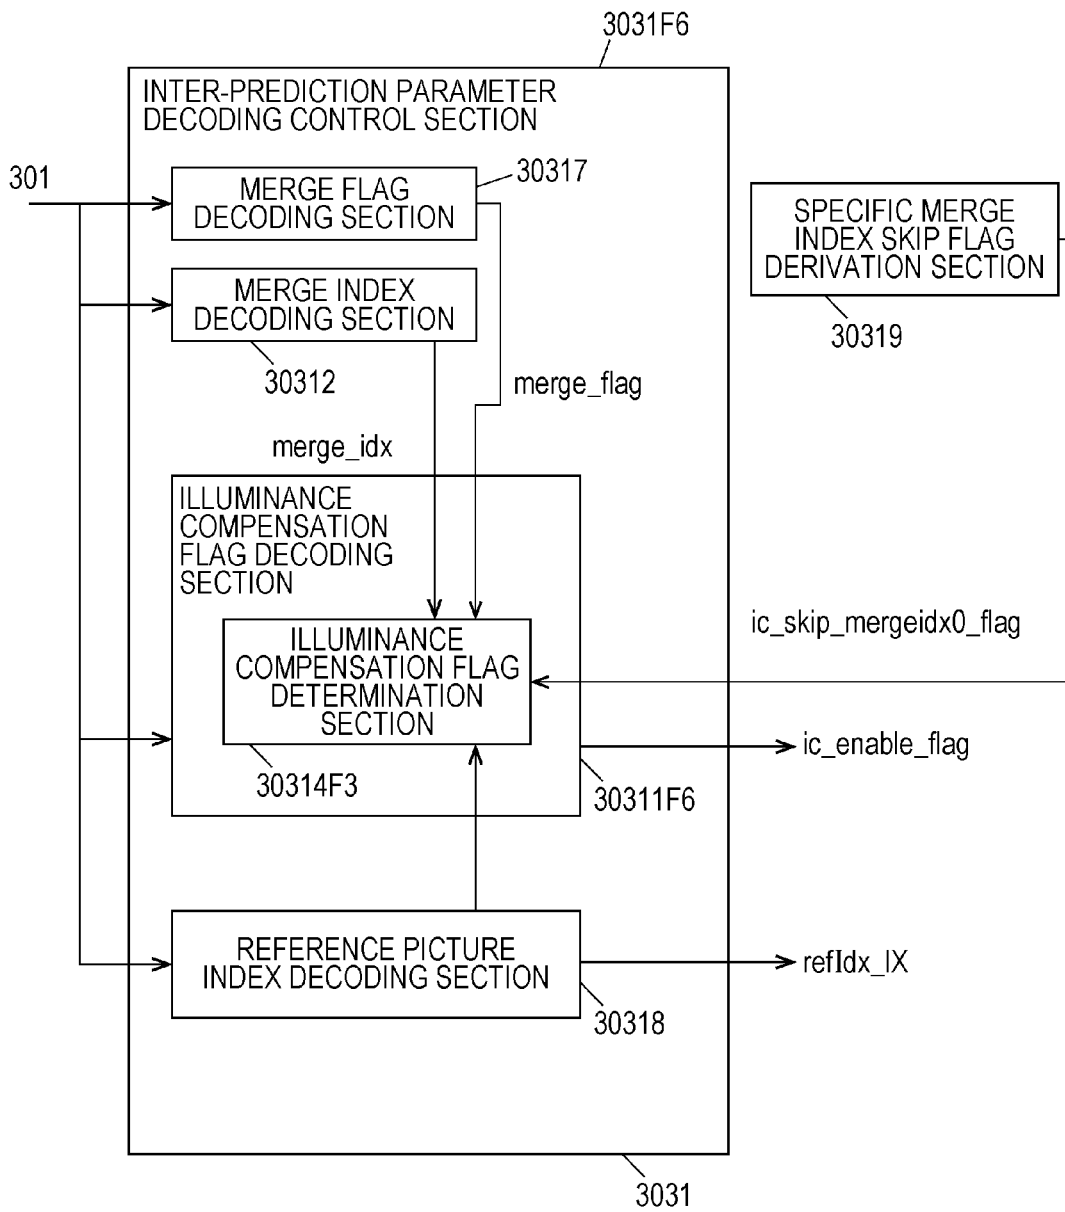 3031F6
INTER-PREDICTION PARAMETER
DECODING CONTROL SECTION
301
MERGE FLAG
DECODING SECTION
30317
MERGE INDEX
DECODING SECTION
30312
SPECIFIC MERGE
INDEX SKIP FLAG
DERIVATION SECTION
30319
merge_flag
merge_idx
ILLUMINANCE
COMPENSATION
FLAG DECODING
SECTION
ILLUMINANCE
COMPENSATION FLAG
DETERMINATION
SECTION
30314F3
30311F6
ic_skip_mergeidx0_flag
ic_enable_flag
REFERENCE PICTURE
INDEX DECODING SECTION
30318
refIdx_lX
3031